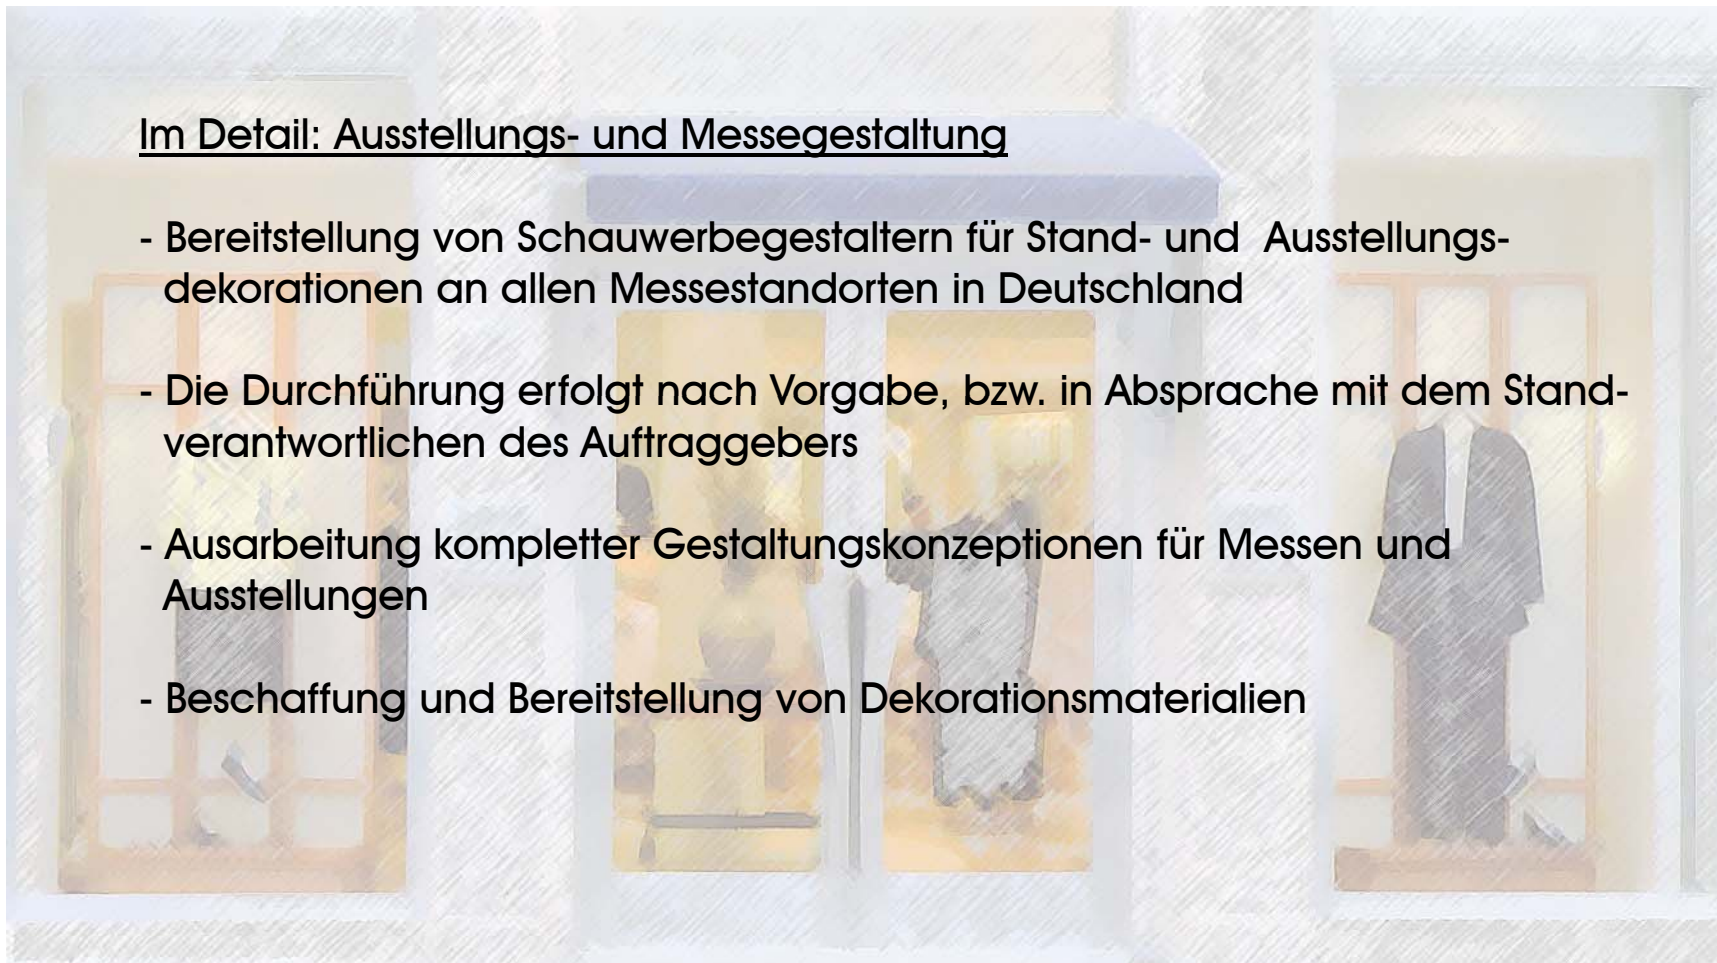 Im Detail: Ausstellungs- und Messegestaltung
- Bereitstellung von Schauwerbegestaltern für Stand- und Ausstellungs-
dekorationen an allen Messestandorten in Deutschland
- Die Durchführung erfolgt nach Vorgabe, bzw. in Absprache mit dem Stand-
verantwortlichen des Auftraggebers
- Ausarbeitung kompletter Gestaltungskonzeptionen für Messen und
Ausstellungen
- Beschaffung und Bereitstellung von Dekorationsmaterialien